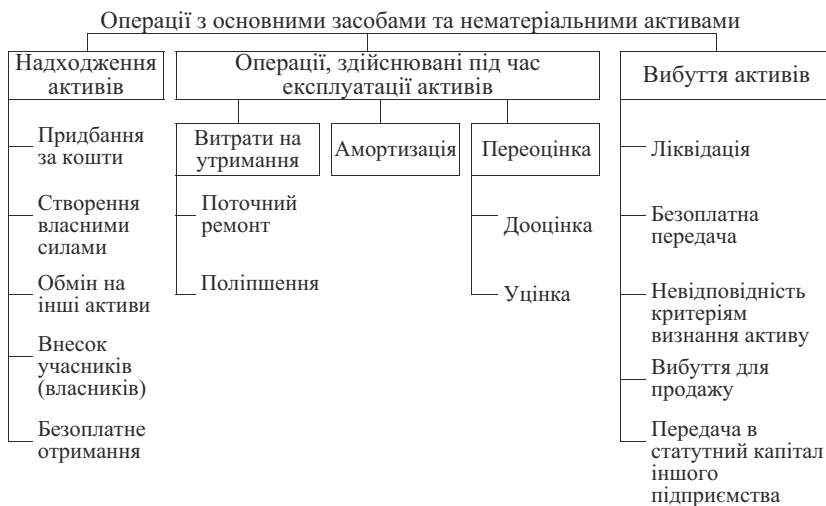 Операції з основними засобами та нематеріальними активами
Надходження
активів
Придбання
за кошти
Створення
власними
силами
Обмін на
інші активи
Внесок
учасників
(власників)
Безоплатне
отримання
Операції, здійснювані під час
експлуатації активів
Витрати на
утримання
Поточний
ремонт
Поліпшення
Амортизація
Переоцінка
Дооцінка
Уцінка
Вибуття активів
Ліквідація
Безоплатна
передача
Невідповідність
критеріям
визнання активу
Вибуття для
продажу
Передача в
статутний капітал
іншого
підприємства